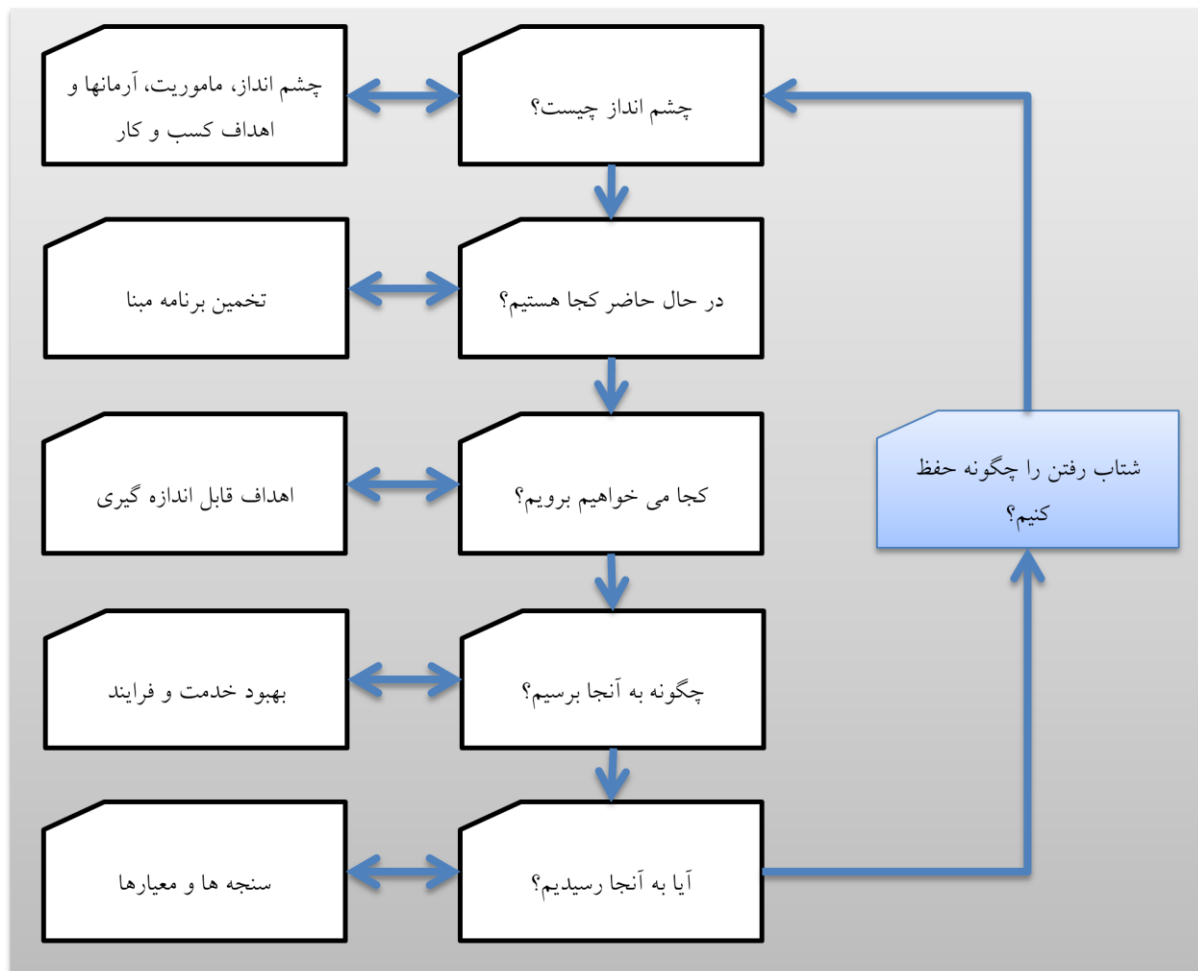 چشم انداز چیست؟
چشم انداز، ماموریت، آرمانها و
اهداف کسب و کار
در حال حاضر کجا هستیم؟
تخمین برنامه مبنا
شتاب رفتن را چگونه حفظ
کنیم؟
کجا می خواهیم برویم؟
اهداف قابل اندازه گیری
چگونه به آنجا برسیم؟
بهبود خدمت و فرایند
آیا به آنجا رسیدیم؟
سنجه ها و معیارها